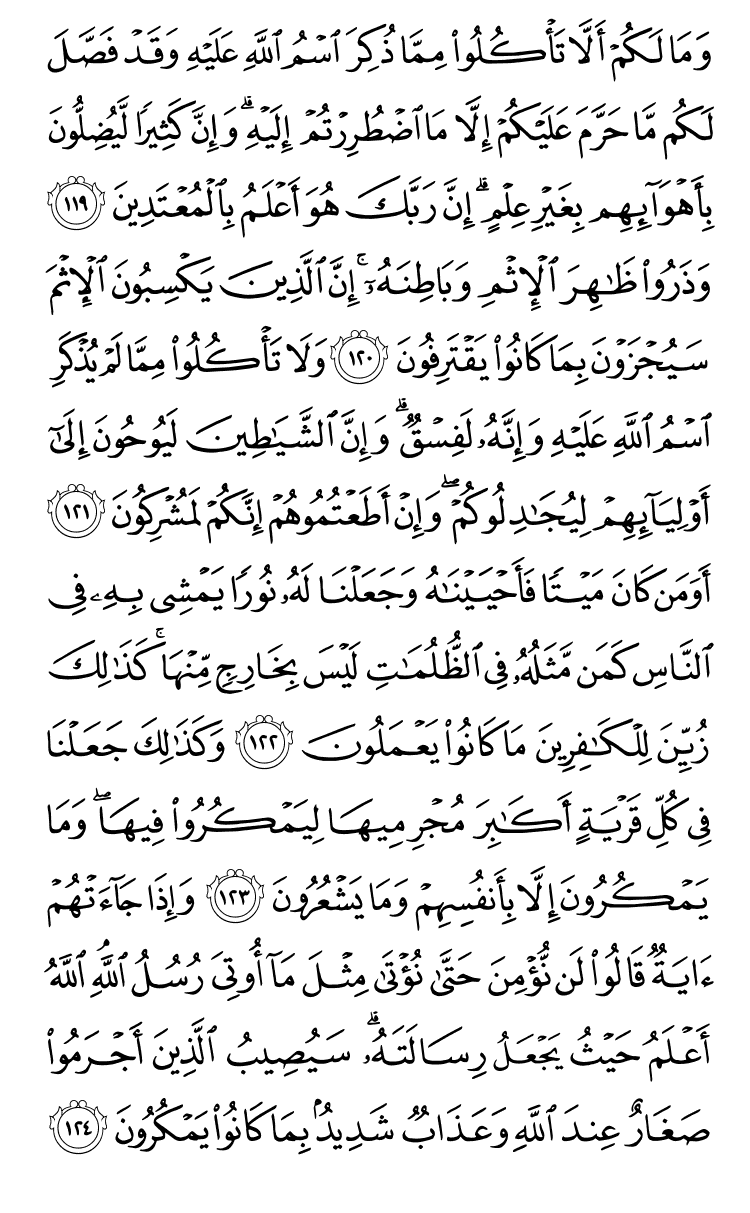 وَمَا لَكُمْ أَلَّا تَأْكُلُوا۟ مِمَّا ذُكِرَ ٱسْمُ ٱللَّهِ عَلَيْهِ وَقَدْ فَصَّلَ
لَكُم مَّا حَرَّمَ عَلَيْكُمْ إِلَّا مَا ٱضْطُرِرْتُمْ إِلَيْهِ ۗ وَإِنَّ كَثِيرًا لَّيُضِلُّونَ
بِأَهْوَآئِهِم بِغَيْرِ عِلْمٍ ۗ إِنَّ رَبَّكَ هُوَ أَعْلَمُ بِٱلْمُعْتَدِينَ ١١٩
وَذَرُوا۟ ظَـٰهِرَ ٱلْإِثْمِ وَبَاطِنَهُۥٓ ۚ إِنَّ ٱلَّذِينَ يَكْسِبُونَ ٱلْإِثْمَ
سَيُجْزَوْنَ بِمَا كَانُوا۟ يَقْتَرِفُونَ ١٢٠ وَلَا تَأْكُلُوا۟ مِمَّا لَمْ يُذْكَرِ
ٱسْمُ ٱللَّهِ عَلَيْهِ وَإِنَّهُۥ لَفِسْقٌ ۗ وَإِنَّ ٱلشَّيَـٰطِينَ لَيُوحُونَ إِلَىٰٓ
أَوْلِيَآئِهِمْ لِيُجَـٰدِلُوكُمْ ۖ وَإِنْ أَطَعْتُمُوهُمْ إِنَّكُمْ لَمُشْرِكُونَ ١٢١
أَوَمَن كَانَ مَيْتًا فَأَحْيَيْنَـٰهُ وَجَعَلْنَا لَهُۥ نُورًا يَمْشِى بِهِۦ فِى
ٱلنَّاسِ كَمَن مَّثَلُهُۥ فِى ٱلظُّلُمَـٰتِ لَيْسَ بِخَارِجٍ مِّنْهَا ۚ كَذَٰلِكَ
زُيِّنَ لِلْكَـٰفِرِينَ مَا كَانُوا۟ يَعْمَلُونَ ١٢٢ وَكَذَٰلِكَ جَعَلْنَا
فِى كُلِّ قَرْيَةٍ أَكَـٰبِرَ مُجْرِمِيهَا لِيَمْكُرُوا۟ فِيهَا ۖ وَمَا
يَمْكُرُونَ إِلَّا بِأَنفُسِهِمْ وَمَا يَشْعُرُونَ ١٢٣ وَإِذَا جَآءَتْهُمْ
ءَايَةٌ قَالُوا۟ لَن نُّؤْمِنَ حَتَّىٰ نُؤْتَىٰ مِثْلَ مَآ أُوتِىَ رُسُلُ ٱللَّهِ ۘ ٱللَّهُ
أَعْلَمُ حَيْثُ يَجْعَلُ رِسَالَتَهُۥ ۗ سَيُصِيبُ ٱلَّذِينَ أَجْرَمُوا۟
صَغَارٌ عِندَ ٱللَّهِ وَعَذَابٌ شَدِيدٌۢ بِمَا كَانُوا۟ يَمْكُرُونَ ١٢٤